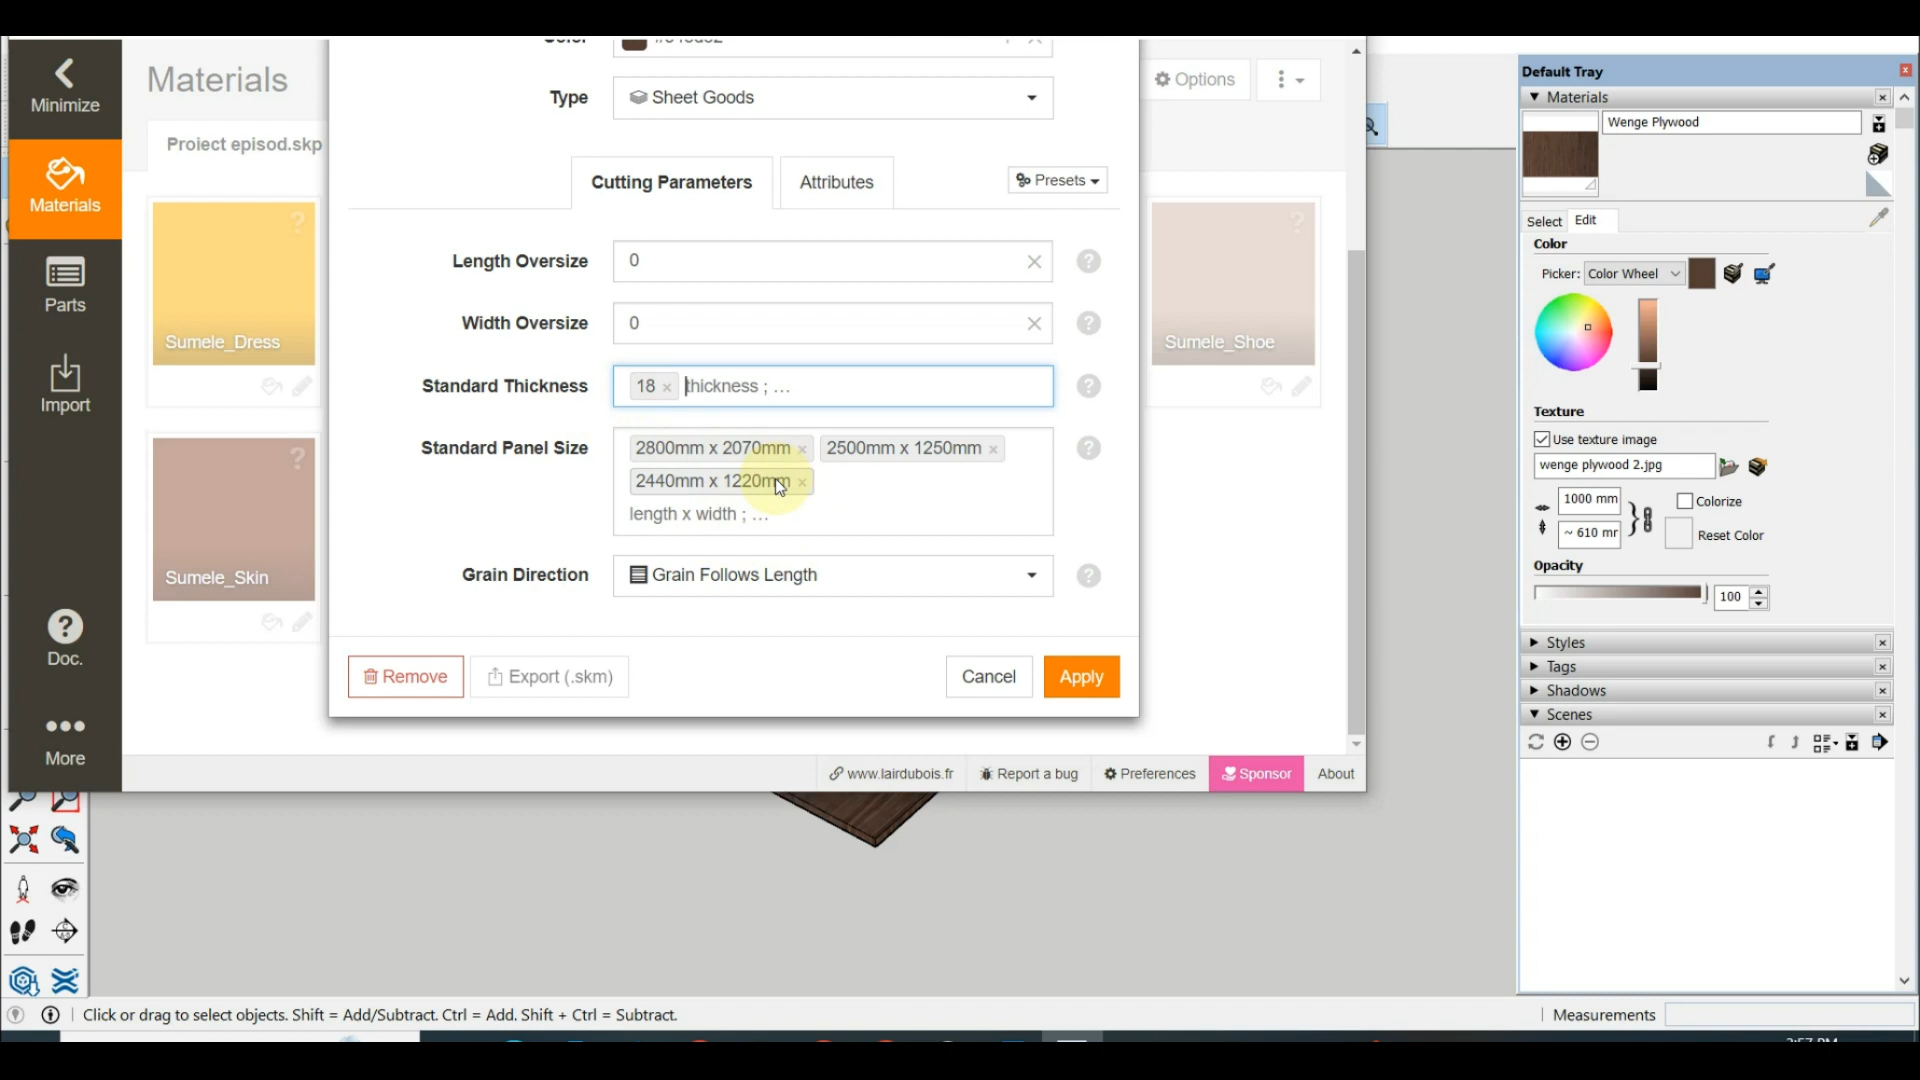 Minimize
Materials
Parts
Import
Doc.
More
Materials
Options
Sumele_Dress
Sumele_Skin
Sumele_Shoe
Type
Sheet Goods
Cutting Parameters
Attributes
Presets
Length Oversize
0
Width Oversize
0
Standard Thickness
18 × thickness ; ...
Standard Panel Size
2800mm x 2070mm × 2500mm x 1250mm ×
2440mm x 1220mm ×
length x width ; ...
Grain Direction
Grain Follows Length
Remove
Export (.skm)
Cancel
Apply
www.lairdubois.fr
Report a bug
Preferences
Sponsor
About
Default Tray
Materials
Wenge Plywood
Select
Edit
Color
Picker:
Color Wheel
Texture
Use texture image
wenge plywood 2.jpg
1000 mm
~ 610 mr
Colorize
Reset Color
Opacity
100
Styles
Tags
Shadows
Scenes
Click or drag to select objects. Shift = Add/Subtract. Ctrl = Add. Shift + Ctrl = Subtract.
Measurements